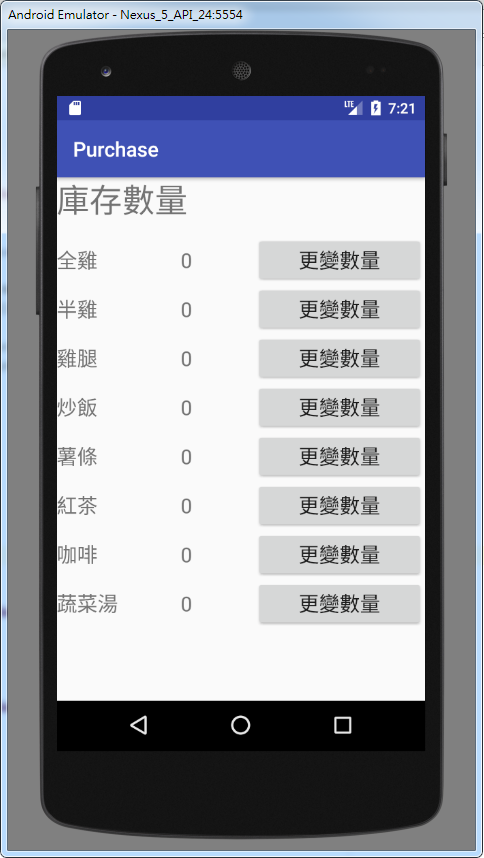 Android Emulator - Nexus_5_API_24:5554
LTE 7:21
Purchase
庫存數量
全雞 0 更變數量
半雞 0 更變數量
雞腿 0 更變數量
炒飯 0 更變數量
薯條 0 更變數量
紅茶 0 更變數量
咖啡 0 更變數量
蔬菜湯 0 更變數量